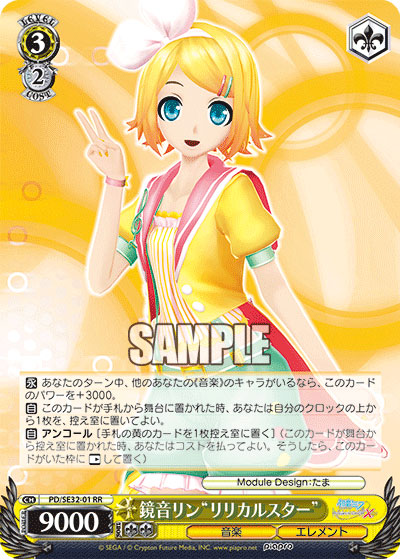 LEVEL
3
2
COST
SAMPLE
永 あなたのターン中、他のあなたの《音楽》のキャラがいるなら、このカード
のパワーを+3000。
自 このカードが手札から舞台に置かれた時、あなたは自分のクロックの上か
ら1枚を、控え室に置く。
自 アンコール [手札の黄のカードを1枚控え室に置く] (このカードが舞台か
ら控え室に置かれた時、あなたはコストを払ってよい。そうしたら、このカード
がいた枠にレストして置く)
Module Design:たま
CH PD/SE32-01 RR
POWER 9000 SOUL
鏡音リン“リリカルスター”
音楽 エレメント
© SEGA / © Crypton Future Media, INC. www.piapro.net piapro